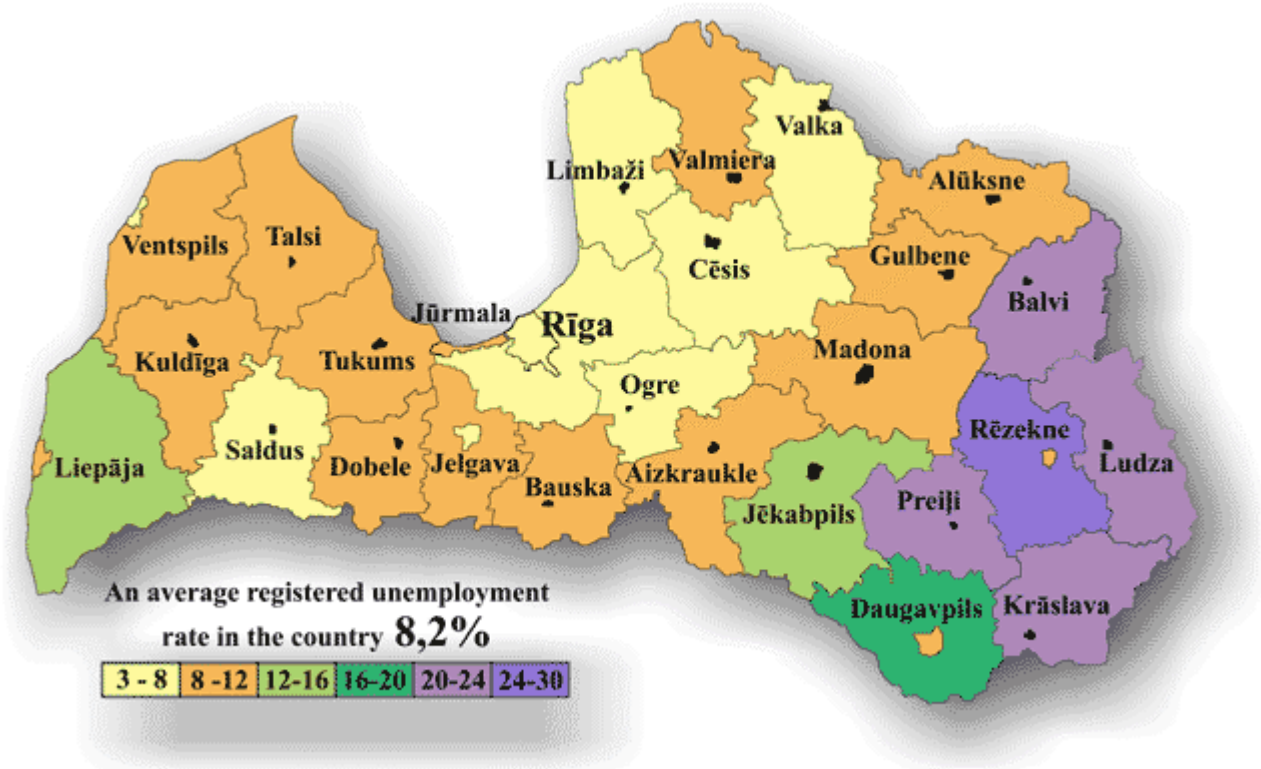 Valka
Limbaži
Valmiera
Alūksne
Ventspils
Talsi
Cēsis
Gulbene
Balvi
Jūrmala
Rīga
Kuldīga
Tukums
Madona
Ogre
Rēzekne
Saldus
Liepāja
Dobele
Jelgava
Bauska
Aizkraukle
Ludza
Jēkabpils
Preiļi
Daugavpils
Krāslava
An average registered unemployment
rate in the country 8,2%
3 - 8 8 -12 12-16 16-20 20-24 24-30